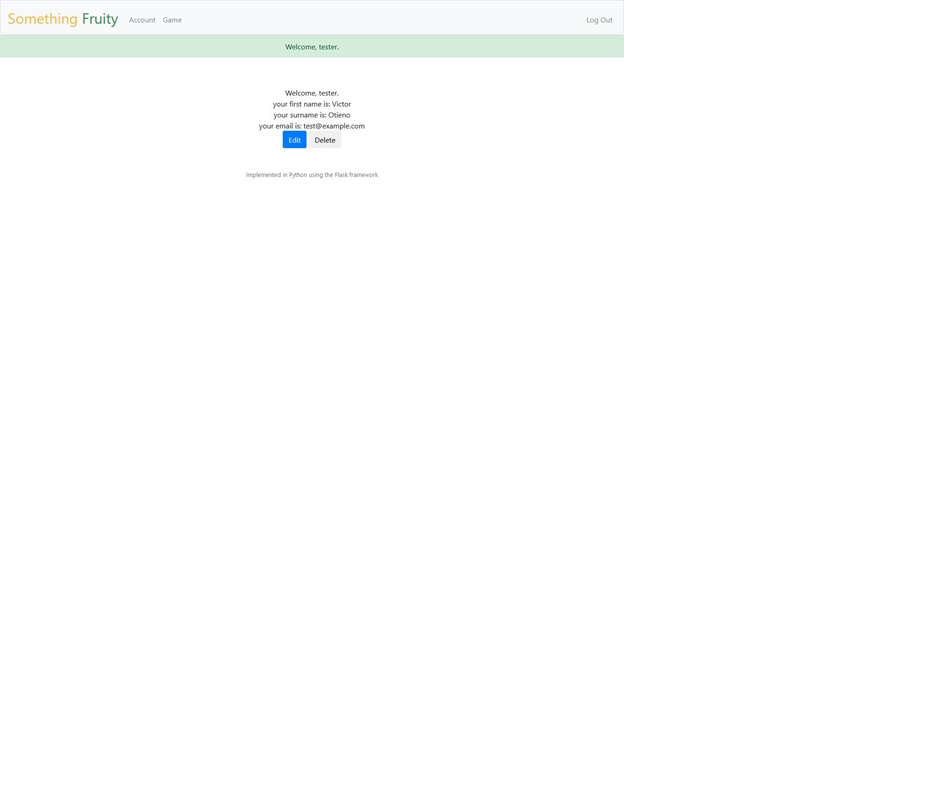 Something Fruity Account Game Log Out
Welcome, tester.
Welcome, tester.
your first name is: Victor
your surname is: Otieno
your email is: test@example.com
Edit Delete
Implemented in Python using the Flask framework